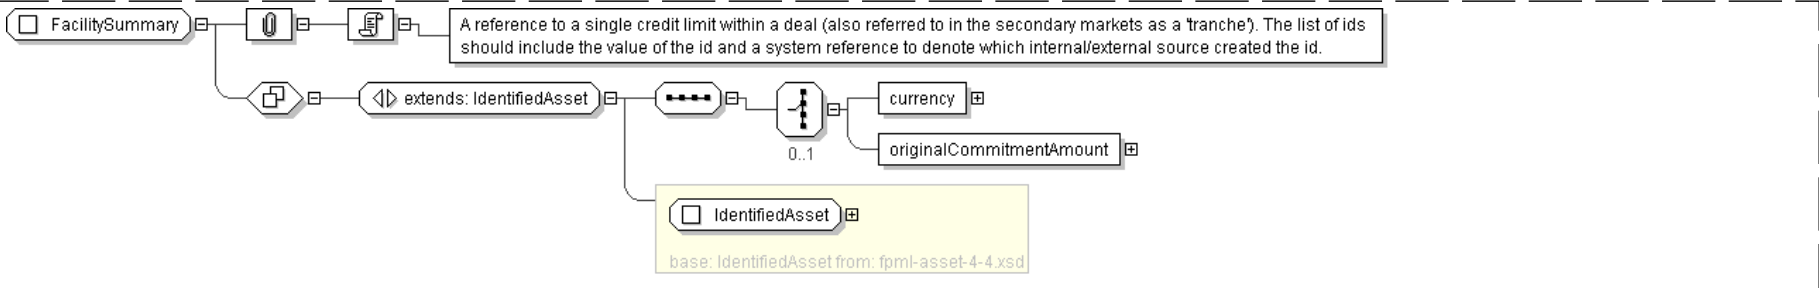 FacilitySummary
A reference to a single credit limit within a deal (also referred to in the secondary markets as a 'tranche'). The list of ids
should include the value of the id and a system reference to denote which internal/external source created the id.
extends: IdentifiedAsset
currency
originalCommitmentAmount
0..1
IdentifiedAsset
base: IdentifiedAsset from: fpml-asset-4-4.xsd